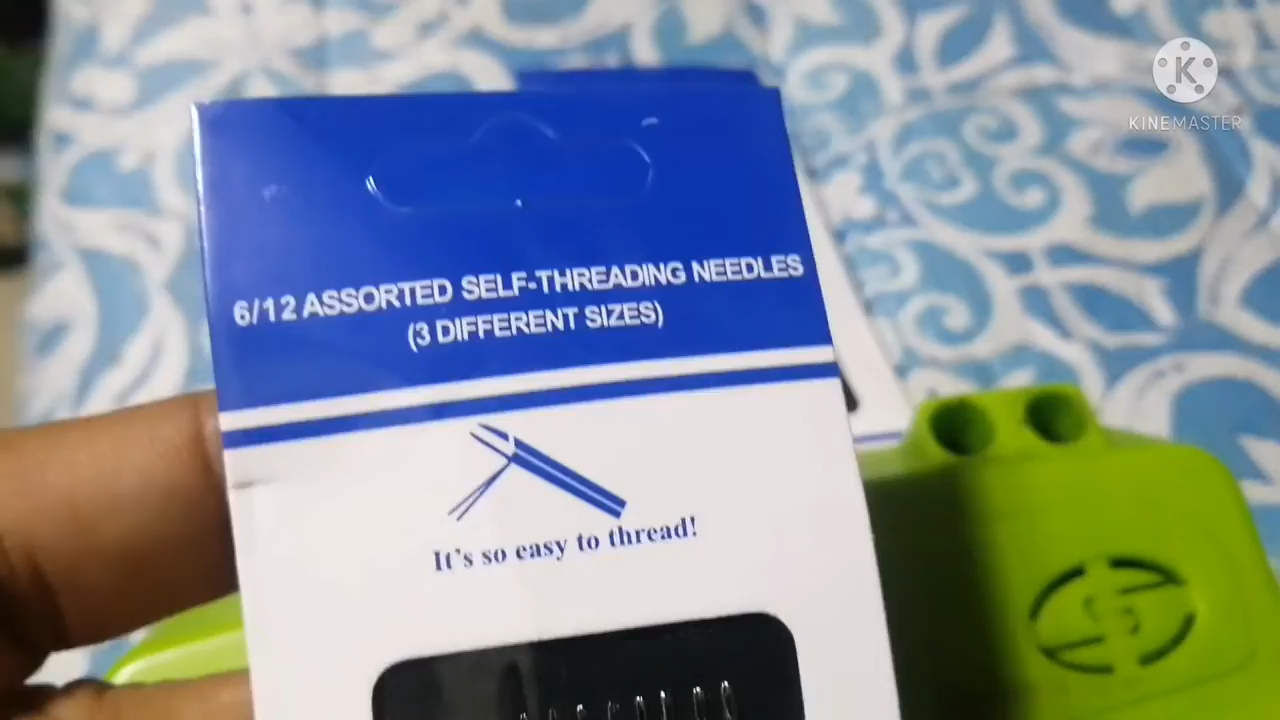 K
KINEMASTER
6/12 ASSORTED SELF-THREADING NEEDLES
(3 DIFFERENT SIZES)
It's so easy to thread!